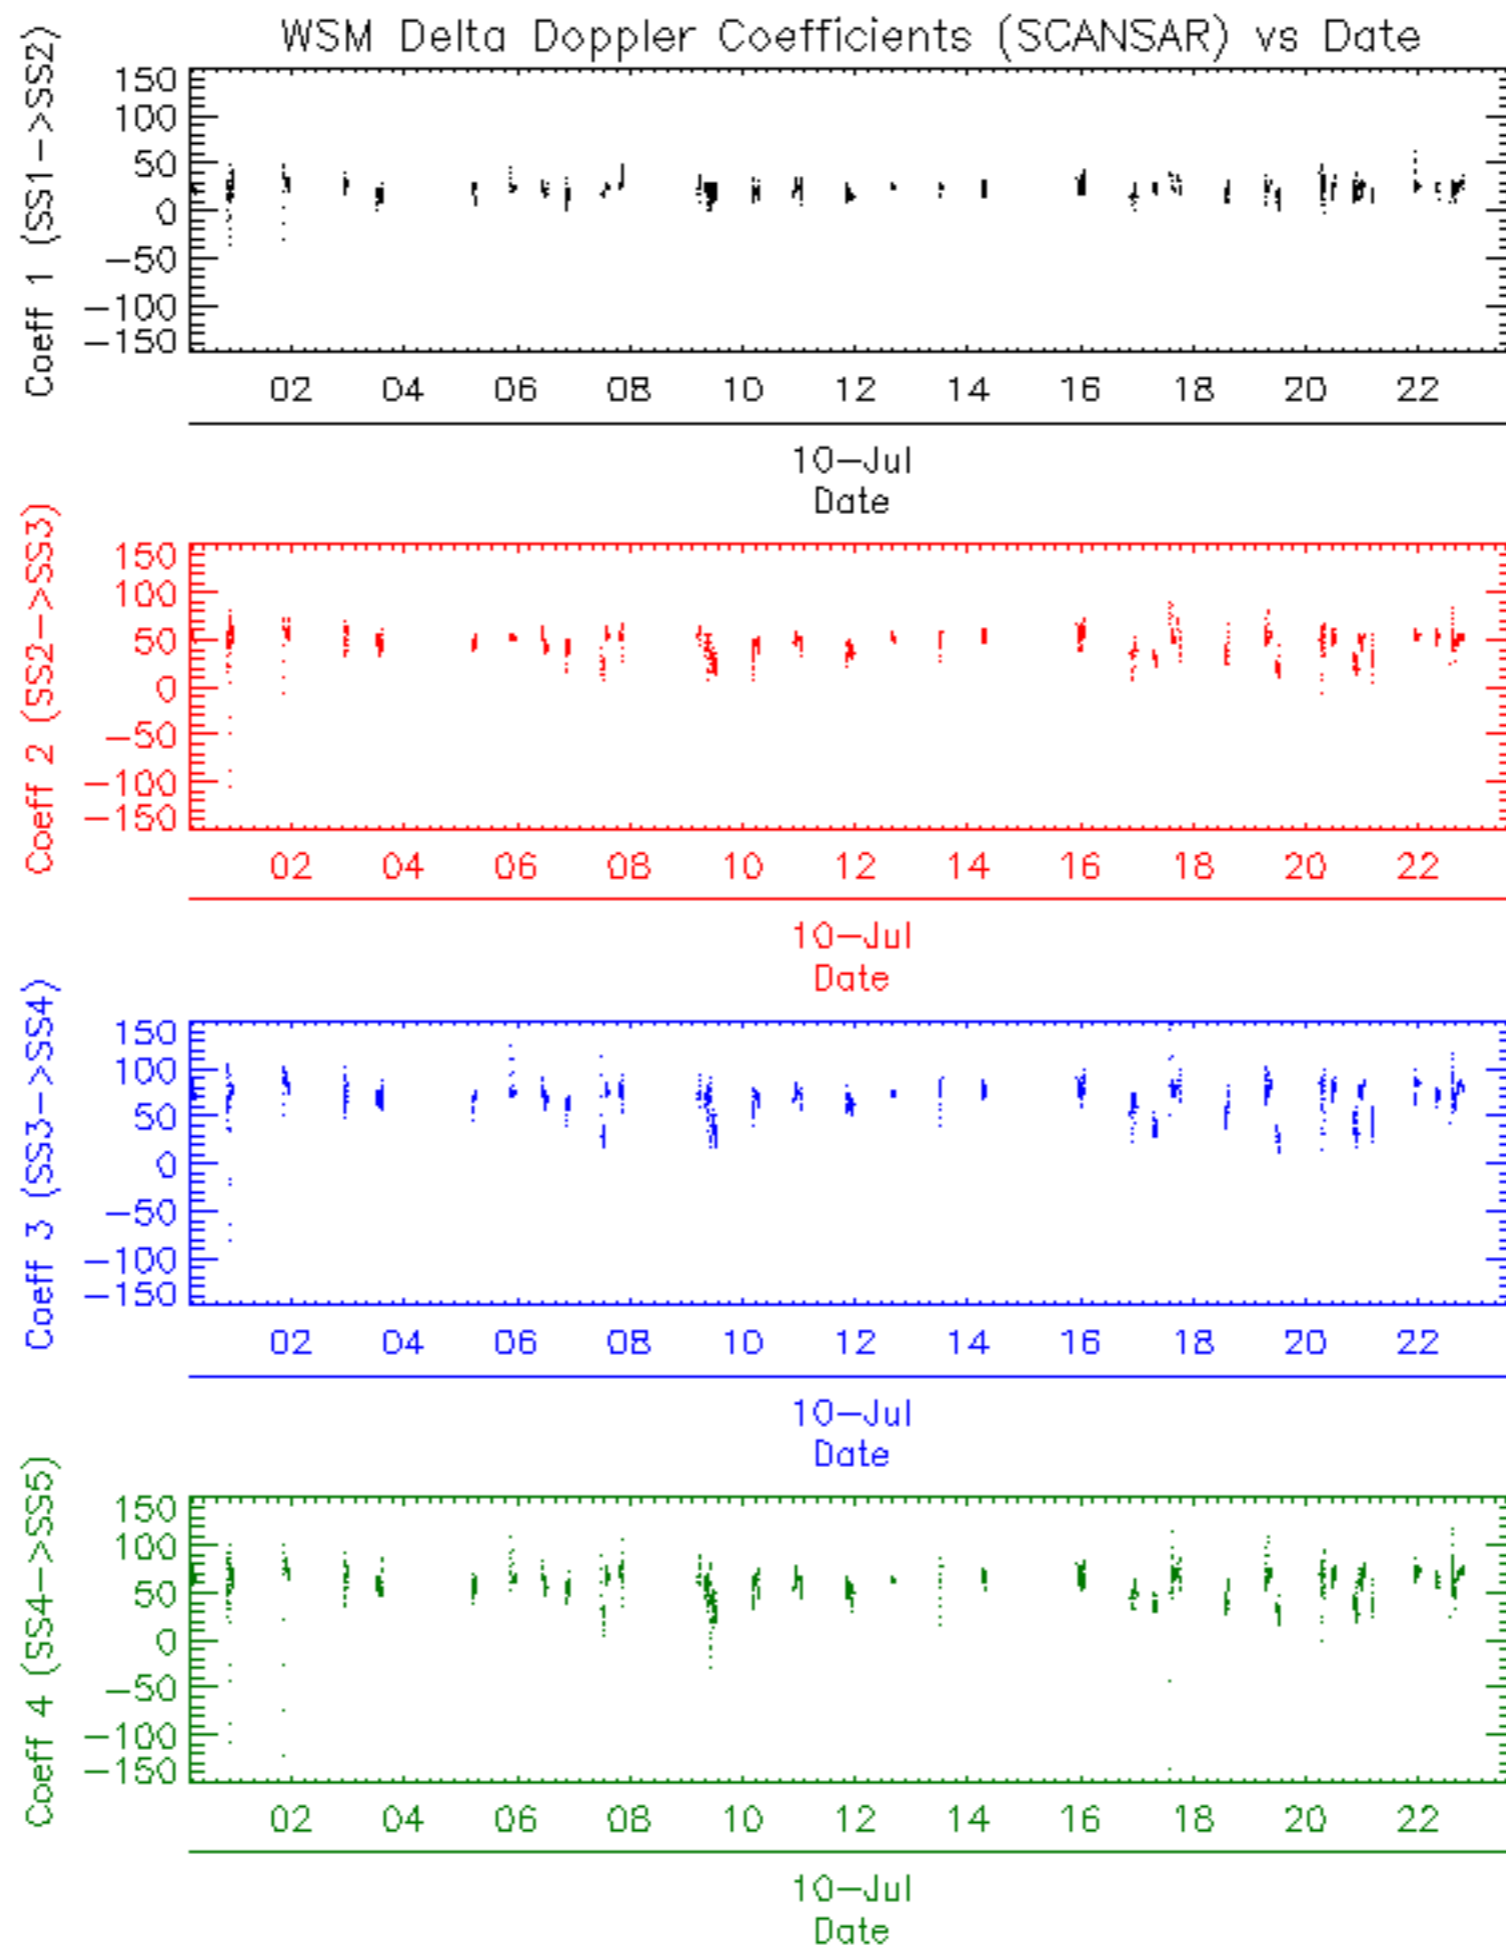 WSM Delta Doppler Coefficients (SCANSAR) vs Date
Coeff 1 (SS1->SS2)
150
100
50
0
-50
-100
-150
02 04 06 08 10 12 14 16 18 20 22
10-Jul
Date
Coeff 2 (SS2->SS3)
150
100
50
0
-50
-100
-150
02 04 06 08 10 12 14 16 18 20 22
10-Jul
Date
Coeff 3 (SS3->SS4)
150
100
50
0
-50
-100
-150
02 04 06 08 10 12 14 16 18 20 22
10-Jul
Date
Coeff 4 (SS4->SS5)
150
100
50
0
-50
-100
-150
02 04 06 08 10 12 14 16 18 20 22
10-Jul
Date